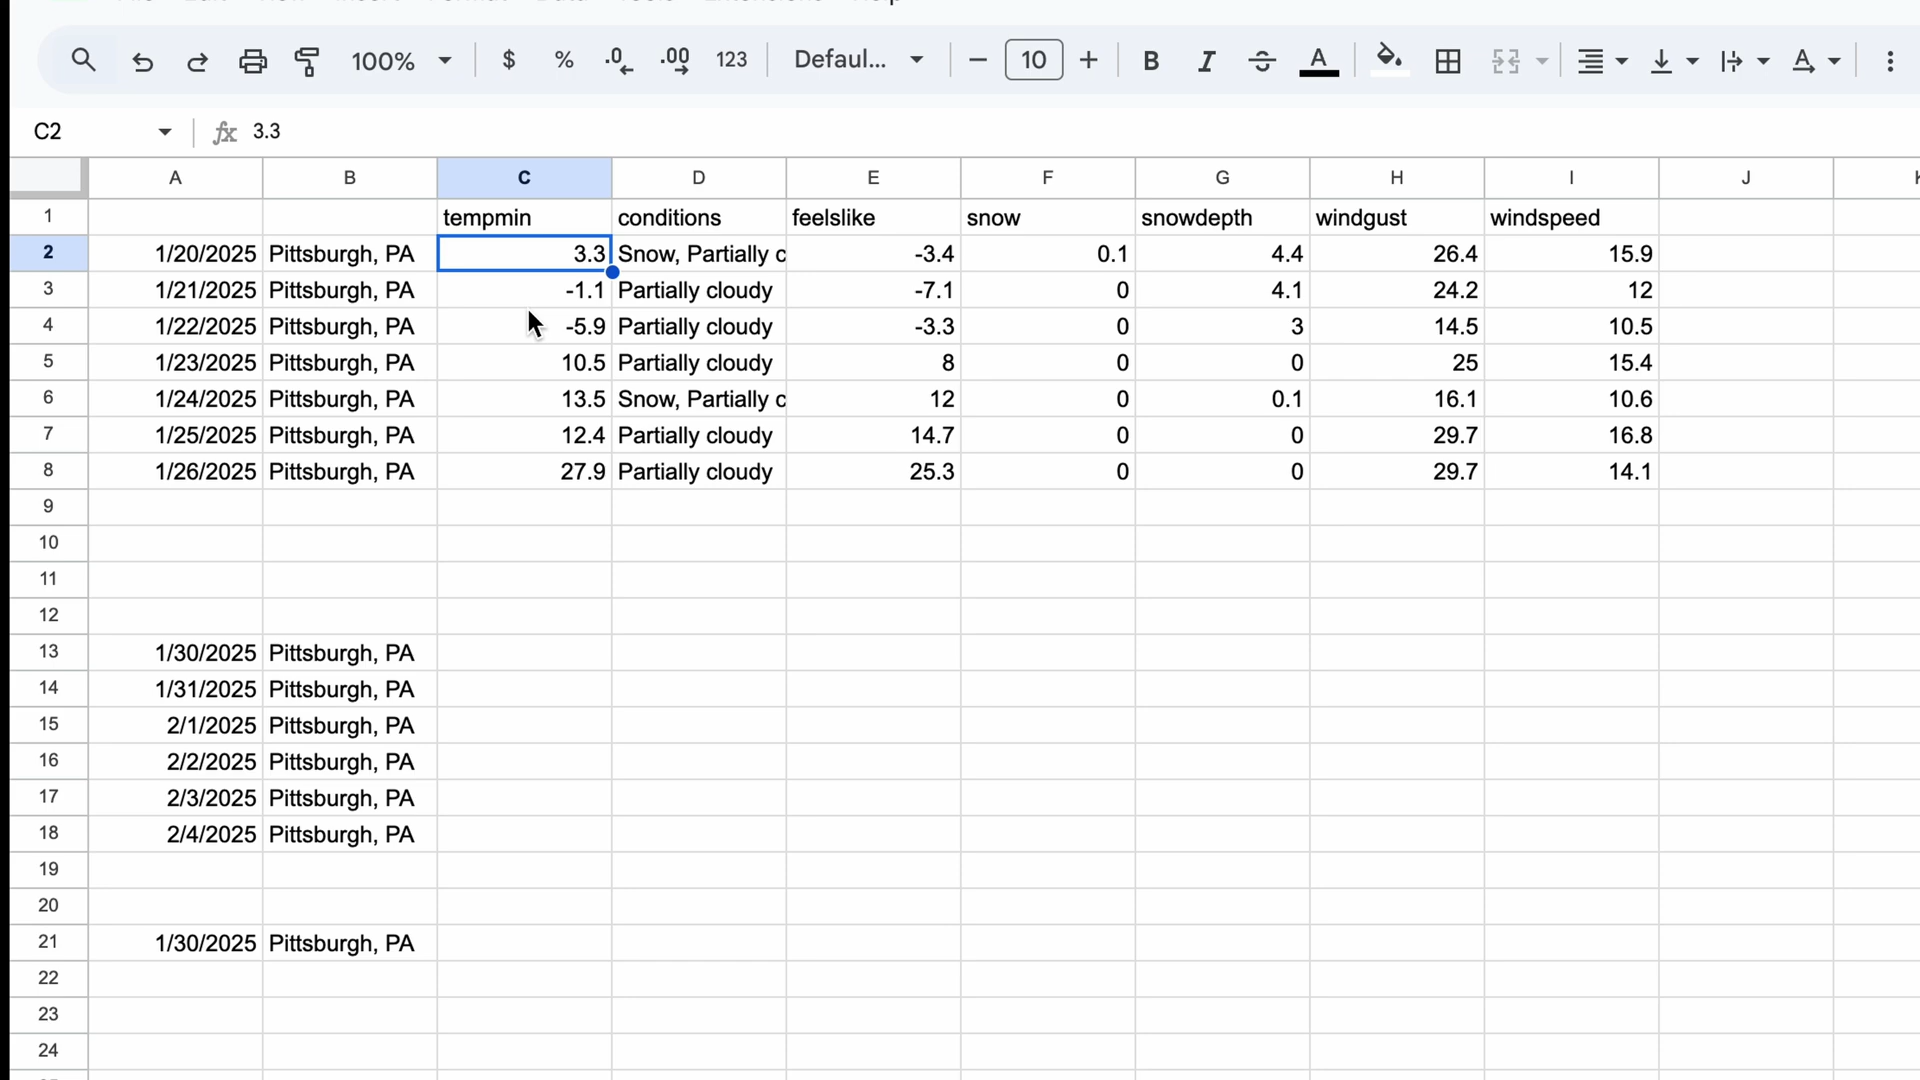 100% $ % .0 .00 123 Defaul... 10 B I A A
C2 fx 3.3
A B C D E F G H I J
1 tempmin conditions feelslike snow snowdepth windgust windspeed
2 1/20/2025 Pittsburgh, PA 3.3 Snow, Partially c -3.4 0.1 4.4 26.4 15.9
3 1/21/2025 Pittsburgh, PA -1.1 Partially cloudy -7.1 0 4.1 24.2 12
4 1/22/2025 Pittsburgh, PA -5.9 Partially cloudy -3.3 0 3 14.5 10.5
5 1/23/2025 Pittsburgh, PA 10.5 Partially cloudy 8 0 0 25 15.4
6 1/24/2025 Pittsburgh, PA 13.5 Snow, Partially c 12 0 0.1 16.1 10.6
7 1/25/2025 Pittsburgh, PA 12.4 Partially cloudy 14.7 0 0 29.7 16.8
8 1/26/2025 Pittsburgh, PA 27.9 Partially cloudy 25.3 0 0 29.7 14.1
9
10
11
12
13 1/30/2025 Pittsburgh, PA
14 1/31/2025 Pittsburgh, PA
15 2/1/2025 Pittsburgh, PA
16 2/2/2025 Pittsburgh, PA
17 2/3/2025 Pittsburgh, PA
18 2/4/2025 Pittsburgh, PA
19
20
21 1/30/2025 Pittsburgh, PA
22
23
24